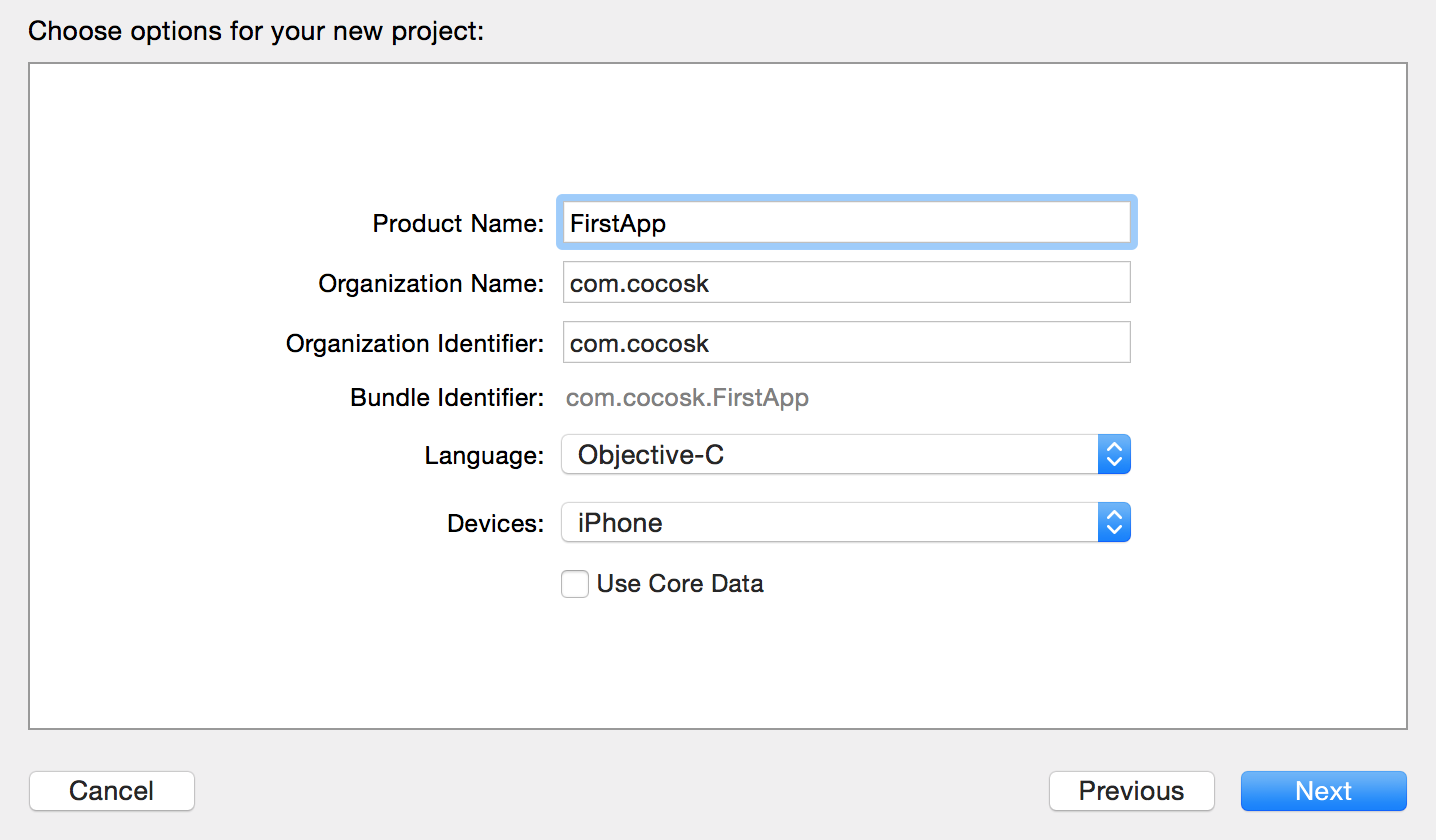 Choose options for your new project:
Product Name: FirstApp
Organization Name: com.cocosk
Organization Identifier: com.cocosk
Bundle Identifier: com.cocosk.FirstApp
Language: Objective-C
Devices: iPhone
Use Core Data
Cancel Previous Next